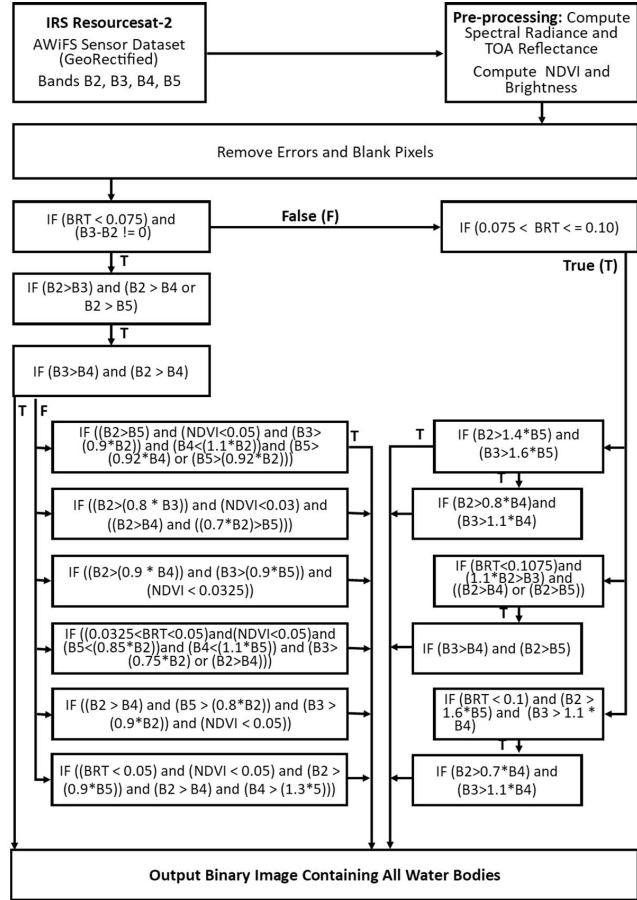 IRS Resourcesat-2
AWiFS Sensor Dataset
(GeoRectified)
Bands B2, B3, B4, B5
Pre-processing: Compute
Spectral Radiance and
TOA Reflectance
Compute NDVI and
Brightness
Remove Errors and Blank Pixels
IF (BRT < 0.075) and
(B3-B2 != 0)
False (F)
IF (0.075 < BRT < = 0.10)
T
True (T)
IF (B2>B3) and (B2 > B4 or
B2 > B5)
T
IF (B3>B4) and (B2 > B4)
T F
IF ((B2>B5) and (NDVI<0.05) and (B3>
(0.9*B2)) and (B4<(1.1*B2))and (B5>
(0.92*B4) or (B5>(0.92*B2)))
T
IF ((B2>(0.8 * B3)) and (NDVI<0.03) and
((B2>B4) and ((0.7*B2)>B5)))
IF ((B2>(0.9 * B4)) and (B3>(0.9*B5)) and
(NDVI < 0.0325))
IF ((0.0325<BRT<0.05)and(NDVI<0.05)and
(B5<(0.85*B2))and (B4<(1.1*B5)) and (B3>
(0.75*B2) or (B2>B4)))
IF ((B2 > B4) and (B5 > (0.8*B2)) and (B3 >
(0.9*B2)) and (NDVI < 0.05))
IF ((BRT < 0.05) and (NDVI < 0.05) and (B2 >
(0.9*B5)) and (B2 > B4) and (B4 > (1.3*5)))
T
IF (B2>1.4*B5) and
(B3>1.6*B5)
T
IF (B2>0.8*B4)and
(B3>1.1*B4)
IF (BRT<0.1075)and
(1.1*B2>B3) and
((B2>B4) or (B2>B5))
T
IF (B3>B4) and (B2>B5)
IF (BRT < 0.1) and (B2 >
1.6*B5) and (B3 > 1.1 *
B4)
T
IF (B2>0.7*B4) and
(B3>1.1*B4)
Output Binary Image Containing All Water Bodies